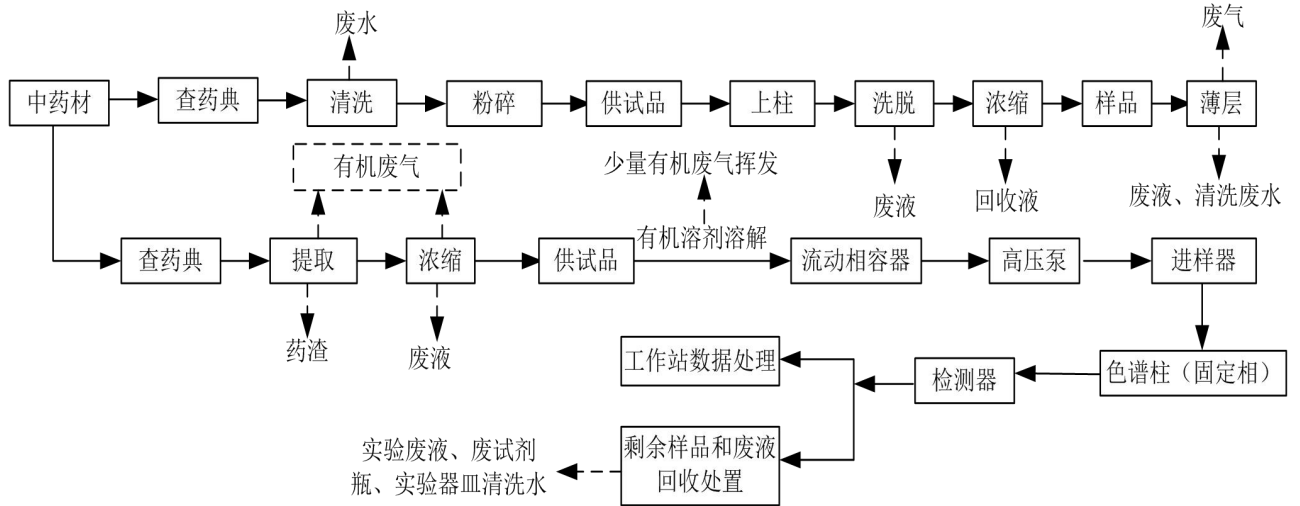 废水
废气
中药材
查药典
清洗
粉碎
供试品
上柱
洗脱
浓缩
样品
薄层
有机废气
少量有机废气挥发
废液
回收液
废液、清洗废水
查药典
提取
浓缩
供试品
有机溶剂溶解
流动相容器
高压泵
进样器
药渣
废液
工作站数据处理
检测器
色谱柱（固定相）
实验废液、废试剂
瓶、实验器皿清洗水
剩余样品和废液
回收处置